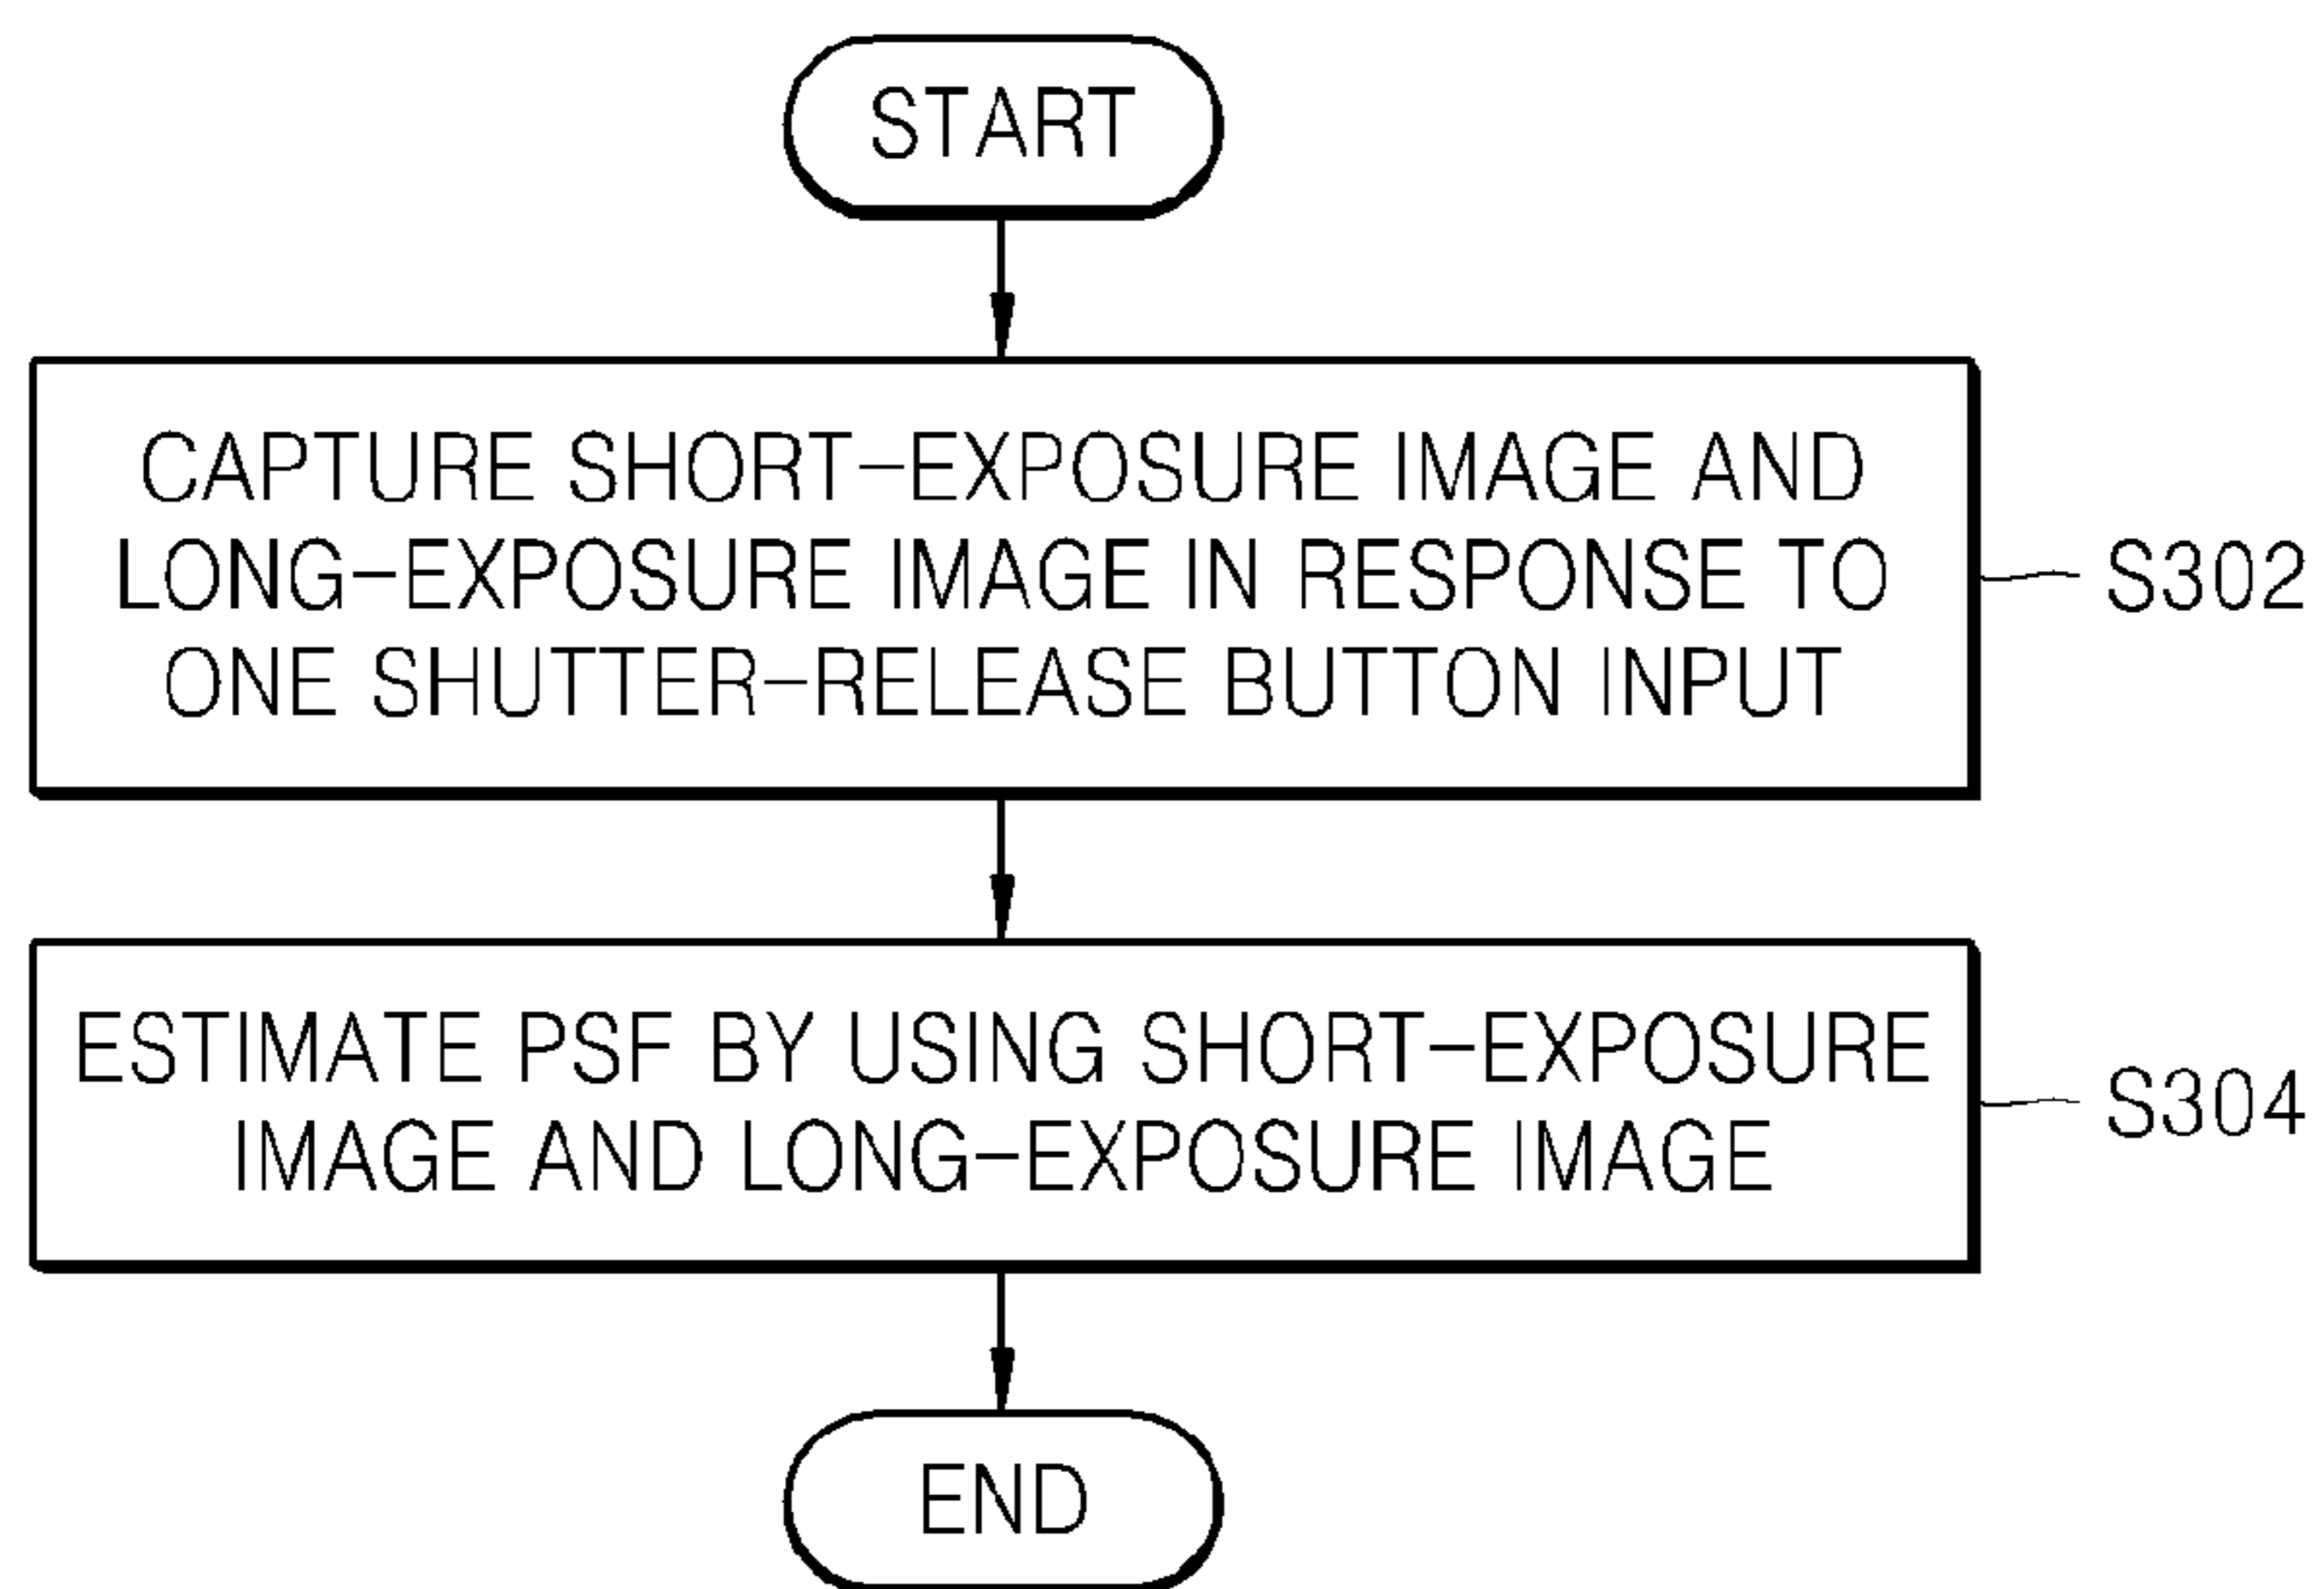 START
CAPTURE SHORT-EXPOSURE IMAGE AND
LONG-EXPOSURE IMAGE IN RESPONSE TO
ONE SHUTTER-RELEASE BUTTON INPUT
S302
ESTIMATE PSF BY USING SHORT-EXPOSURE
IMAGE AND LONG-EXPOSURE IMAGE
S304
END